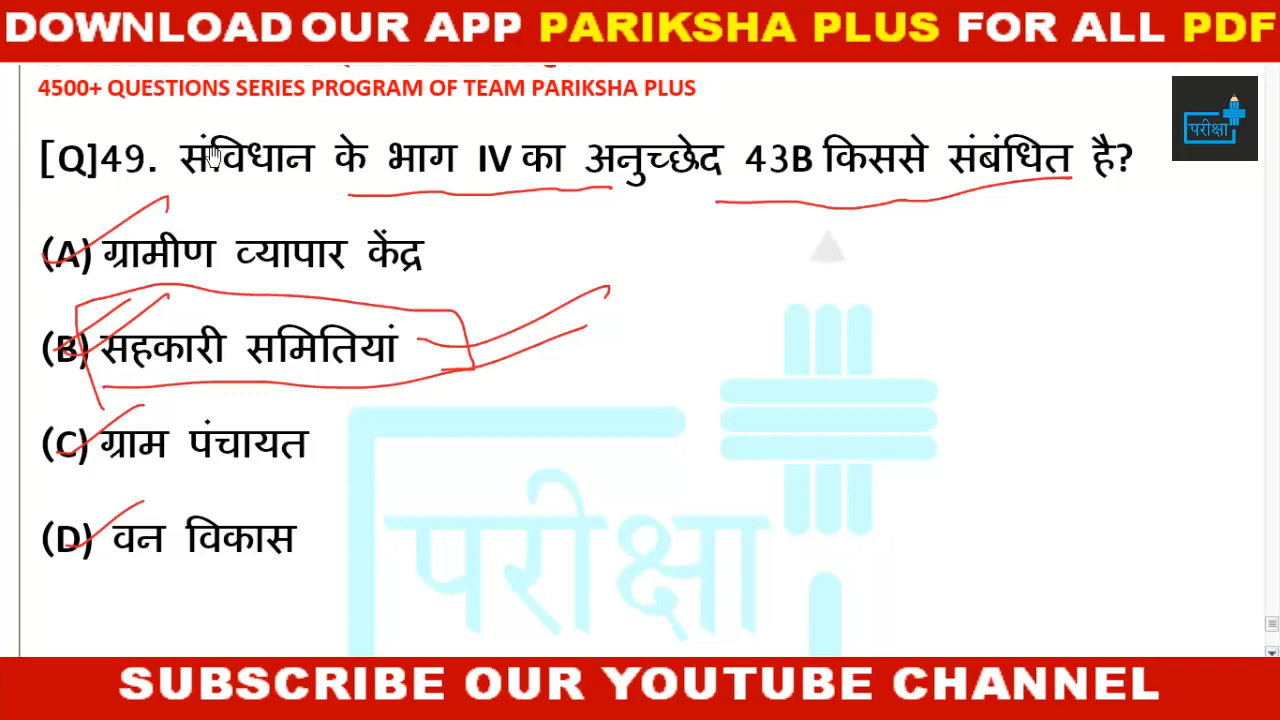 DOWNLOAD OUR APP PARIKSHA PLUS FOR ALL PDF
4500+ QUESTIONS SERIES PROGRAM OF TEAM PARIKSHA PLUS
परीक्षा
[Q]49. संविधान के भाग IV का अनुच्छेद 43B किससे संबंधित है?
(A) ग्रामीण व्यापार केंद्र
(B) सहकारी समितियां
(C) ग्राम पंचायत
(D) वन विकास
परीक्षा
SUBSCRIBE OUR YOUTUBE CHANNEL